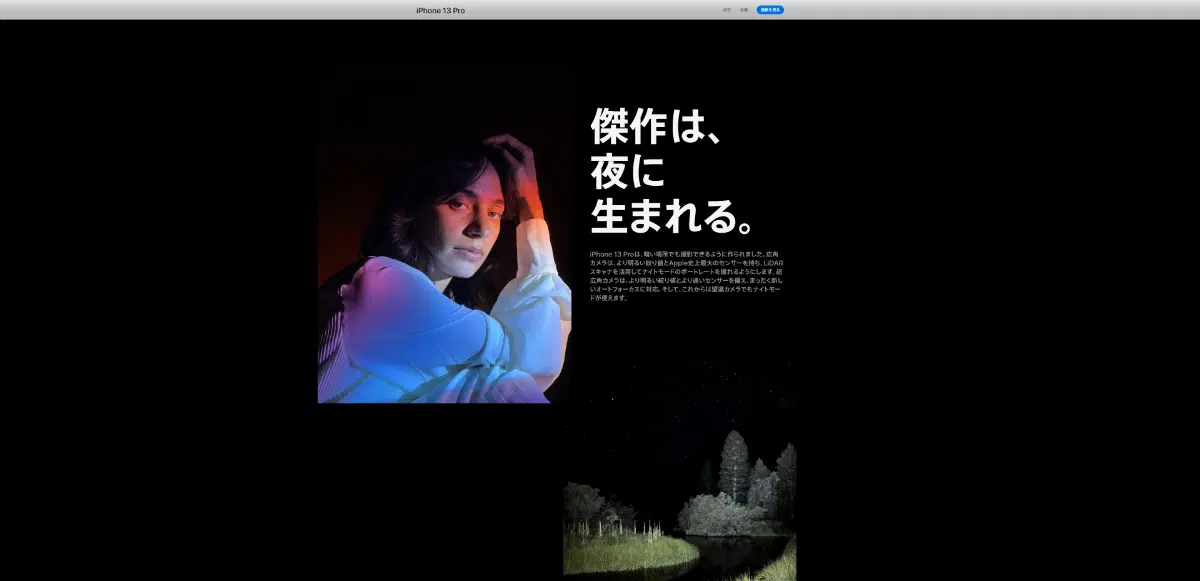 iPhone 13 Pro
概要
仕様
価格を見る
傑作は、
夜に
生まれる。
iPhone 13 Proは、暗い場所でも撮影できるように作られました。広角
カメラは、より明るい絞り値とApple史上最大のセンサーを持ち、LiDAR
スキャナを活用してナイトモードのポートレートを撮れるようにします。超
広角カメラは、より明るい絞り値とより速いセンサーを備え、まったく新し
いオートフォーカスに対応。そして、これからは望遠カメラでもナイトモー
ドが使えます。